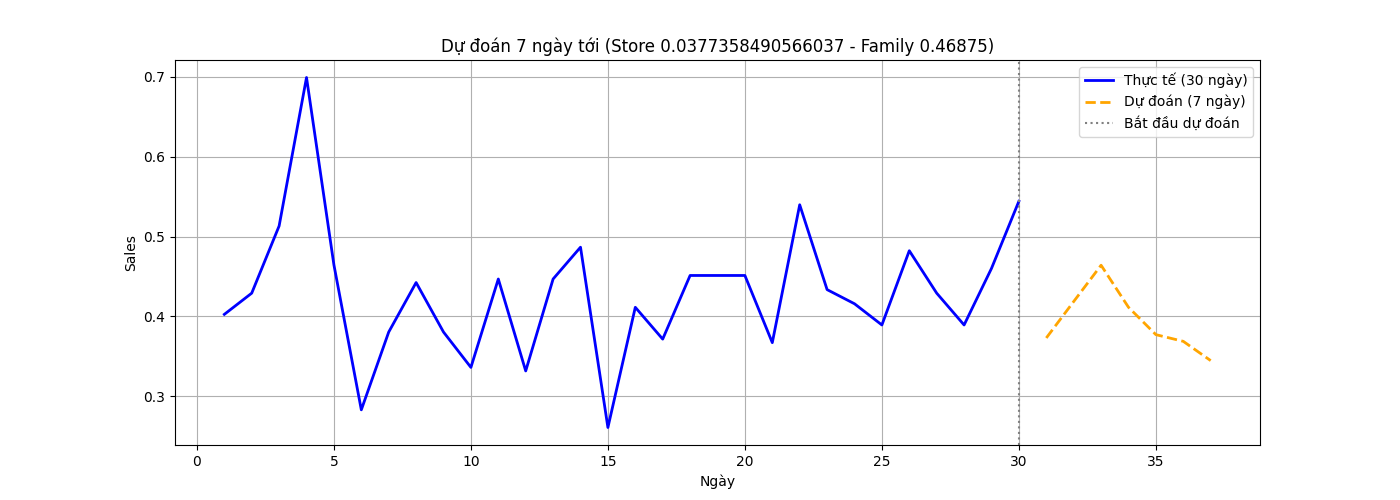 Dự đoán 7 ngày tới (Store 0.0377358490566037 - Family 0.46875)
Thực tế (30 ngày)
Dự đoán (7 ngày)
Bắt đầu dự đoán
Sales
0.7
0.6
0.5
0.4
0.3
0 5 10 15 20 25 30 35
Ngày